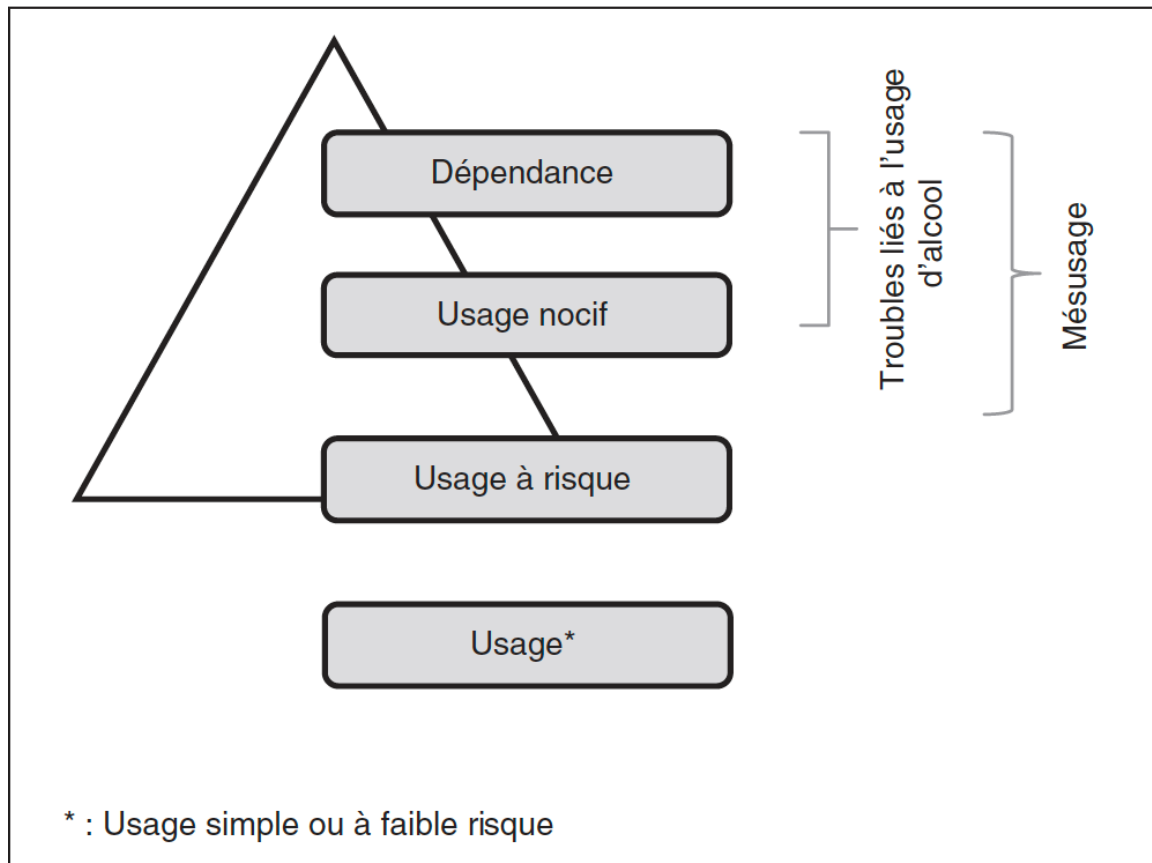 Dépendance
Usage nocif
Usage à risque
Usage*
Troubles liés à l'usage
d'alcool
Mésusage
* : Usage simple ou à faible risque